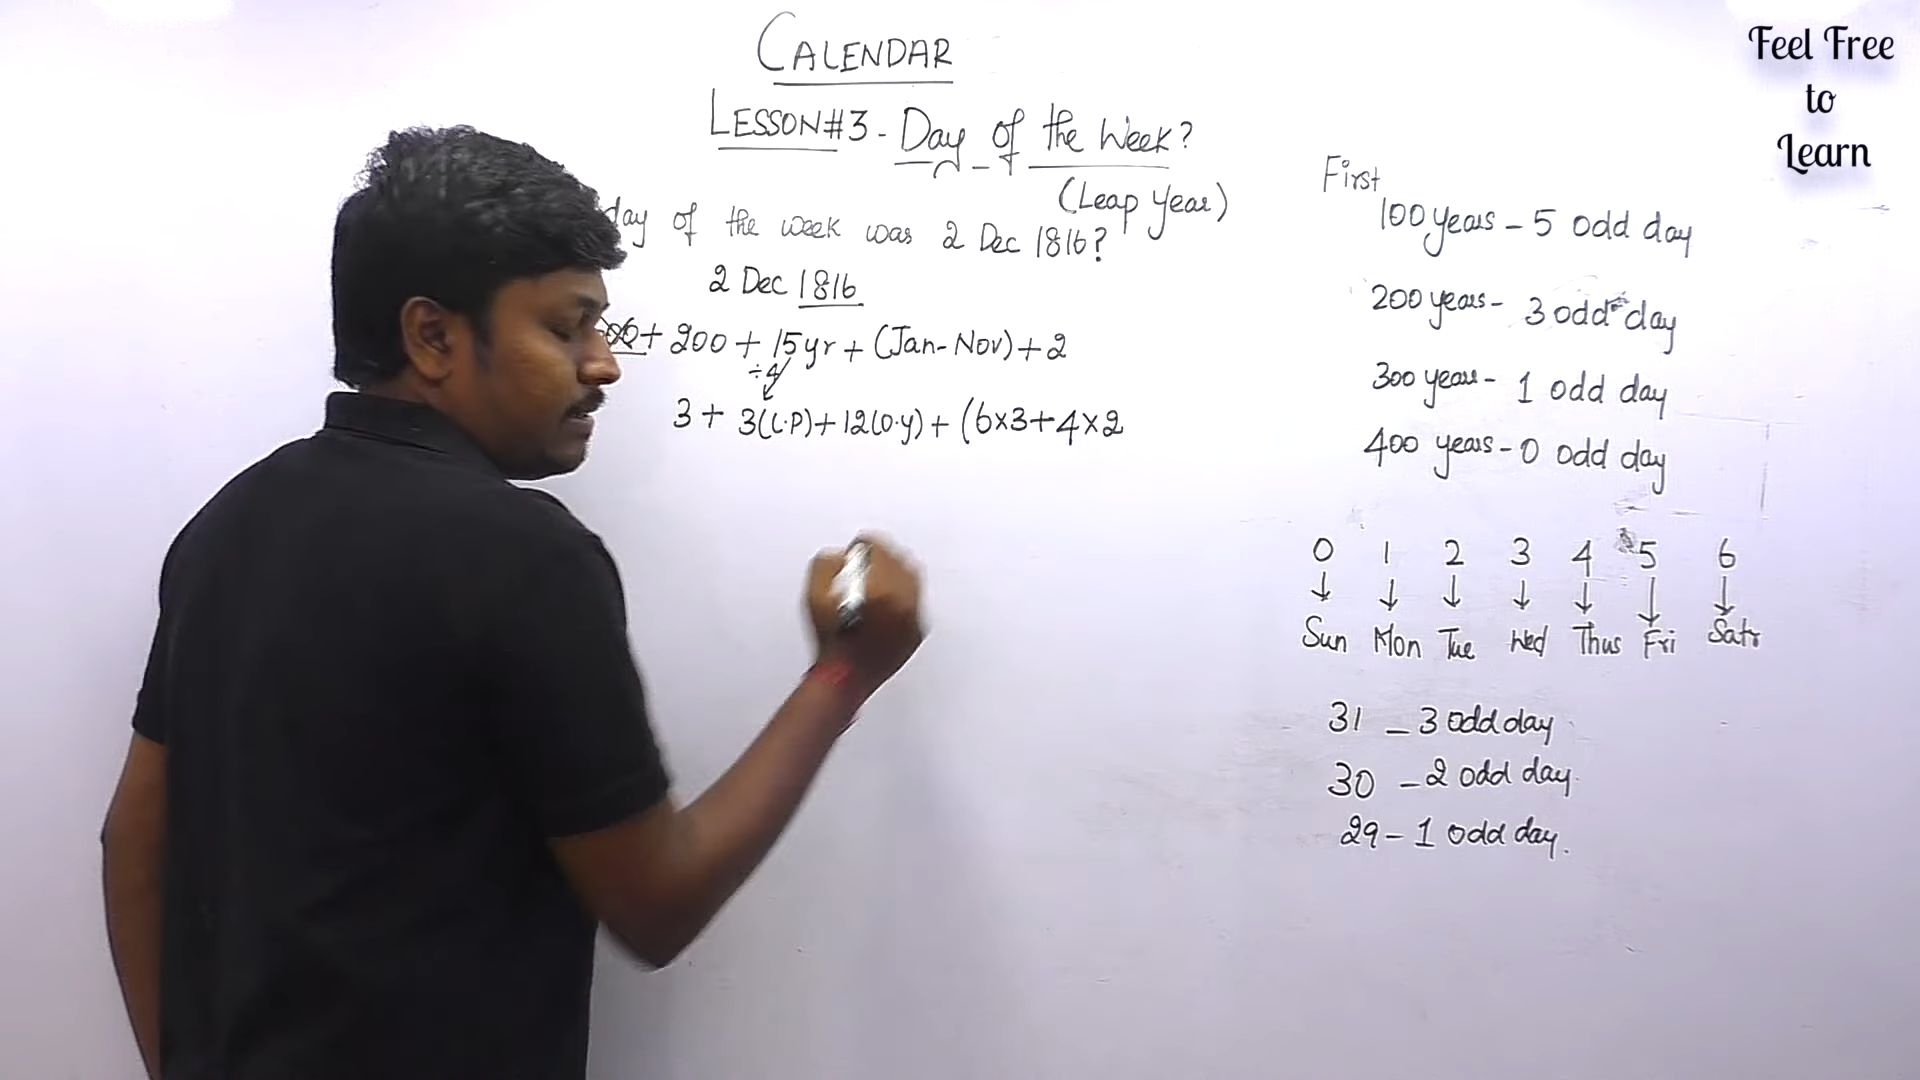 CALENDAR
LESSON#3 - Day of the Week?
(Leap Year)
day of the week was 2 Dec 1816?
2 Dec 1816
+ 200 + 15yr + (Jan-Nov) + 2
÷4
3 + 3(L.P) + 12(O.y) + (6×3+4×2
Feel Free
to
Learn
First
100 years - 5 odd day
200 years - 3 odd day
300 years - 1 odd day
400 years - 0 odd day
0 1 2 3 4 5 6
↓ ↓ ↓ ↓ ↓ ↓ ↓
Sun Mon Tue Wed Thus Fri Satr
31 - 3 odd day
30 - 2 odd day.
29 - 1 odd day.